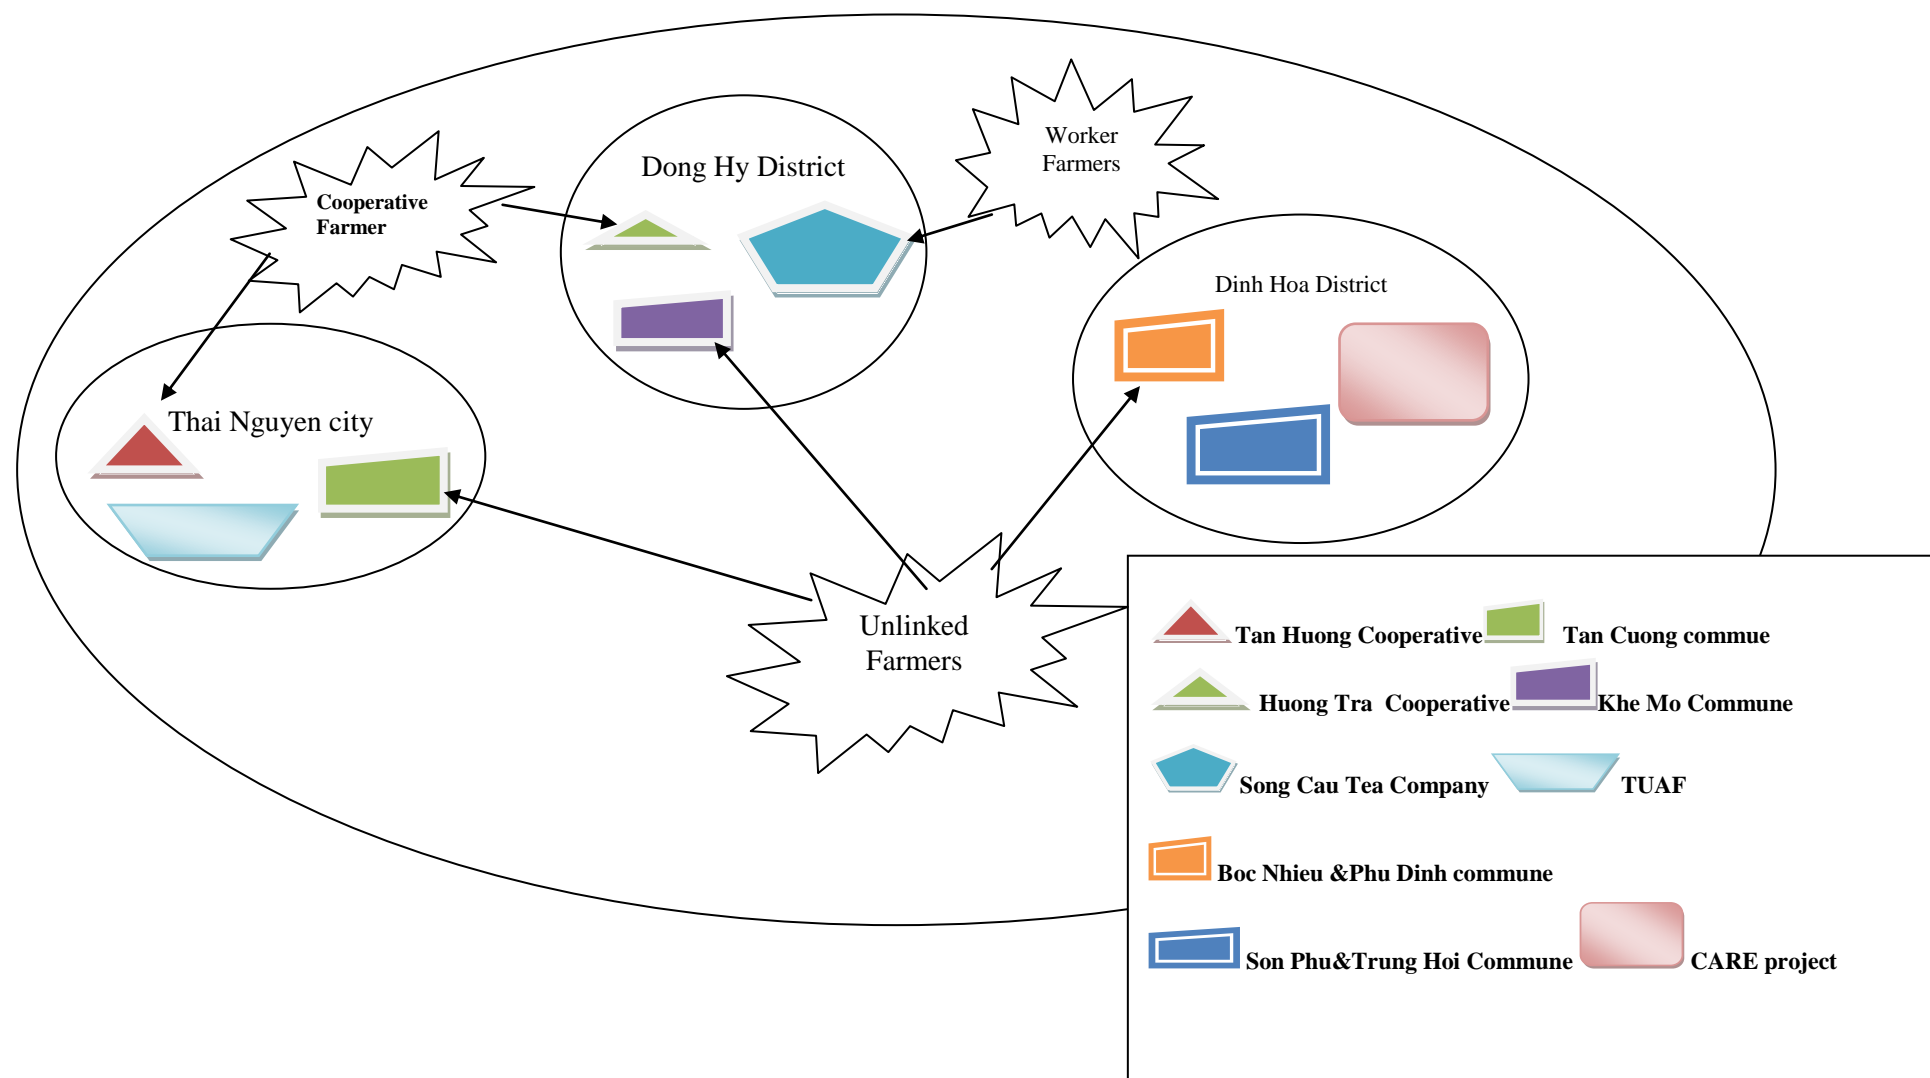 Worker
Farmers
Dong Hy District
Cooperative
Farmer
Dinh Hoa District
Thai Nguyen city
Unlinked
Farmers
Tan Huong Cooperative
Tan Cuong commue
Huong Tra Cooperative
Khe Mo Commune
Song Cau Tea Company
TUAF
Boc Nhieu &Phu Dinh commune
Son Phu&Trung Hoi Commune
CARE project